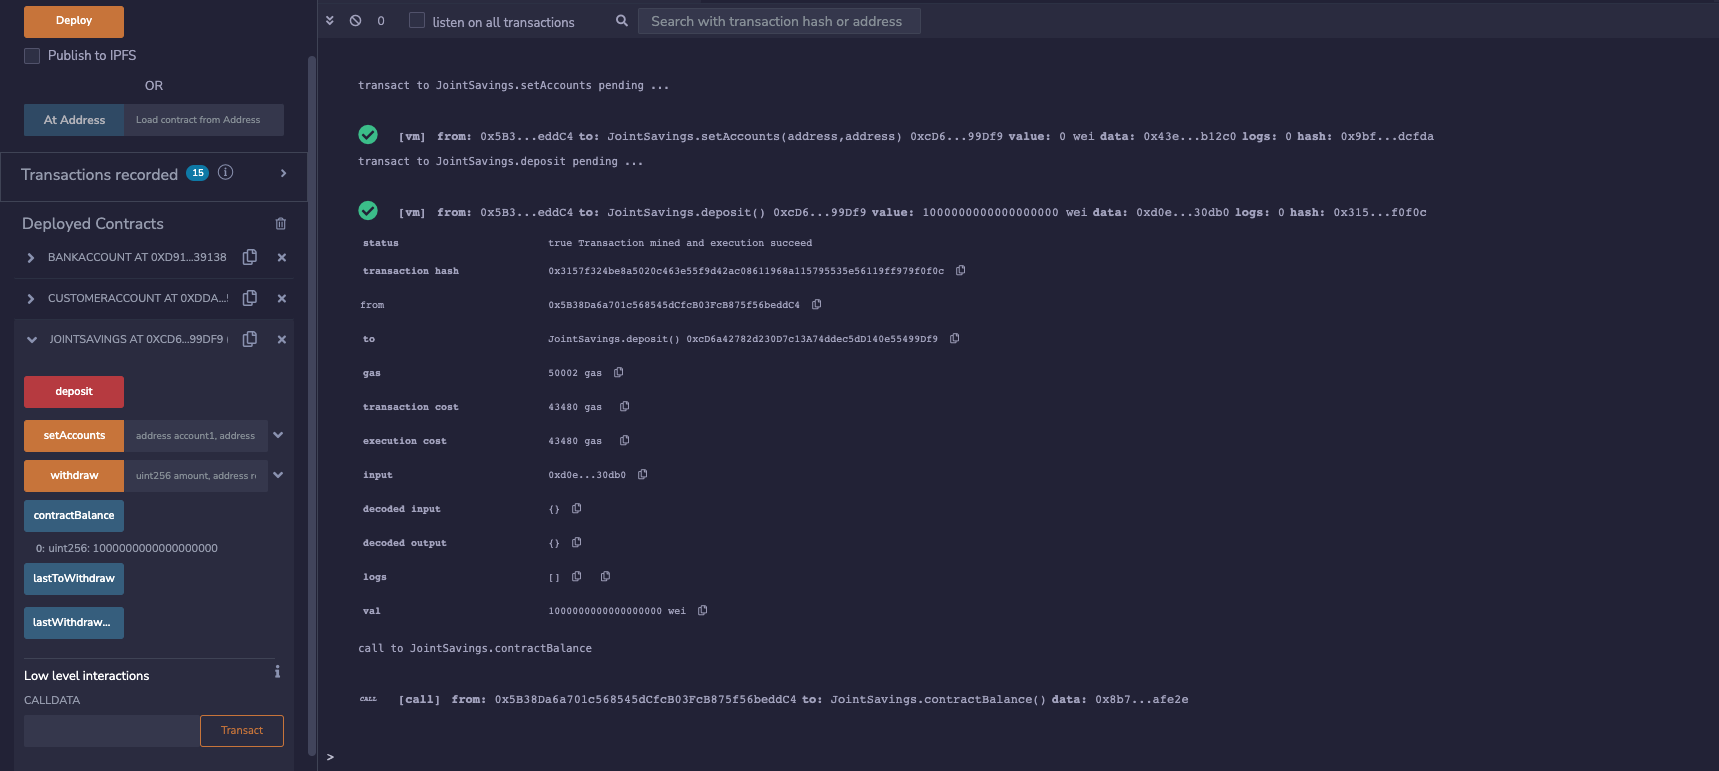 Deploy
Publish to IPFS
OR
At Address Load contract from Address
Transactions recorded 15 i
Deployed Contracts
BANKACCOUNT AT 0XD91...39138
CUSTOMERACCOUNT AT 0XDDA...
JOINTSAVINGS AT 0XCD6...99DF9 (
deposit
setAccounts address account1, address
withdraw uint256 amount, address re
contractBalance
0: uint256: 1000000000000000000
lastToWithdraw
lastWithdraw...
Low level interactions i
CALLDATA
Transact
0 listen on all transactions Search with transaction hash or address
transact to JointSavings.setAccounts pending ...
[vm] from: 0x5B3...eddC4 to: JointSavings.setAccounts(address,address) 0xcD6...99Df9 value: 0 wei data: 0x43e...b12c0 logs: 0 hash: 0x9bf...dcfda
transact to JointSavings.deposit pending ...
[vm] from: 0x5B3...eddC4 to: JointSavings.deposit() 0xcD6...99Df9 value: 1000000000000000000 wei data: 0xd0e...30db0 logs: 0 hash: 0x315...f0f0c
status true Transaction mined and execution succeed
transaction hash 0x3157f324be8a5020c463e55f9d42ac08611968a115795535e56119ff979f0f0c
from 0x5B38Da6a701c568545dCfcB03FcB875f56beddC4
to JointSavings.deposit() 0xcD6a42782d230D7c13A74ddec5dD140e55499Df9
gas 50002 gas
transaction cost 43480 gas
execution cost 43480 gas
input 0xd0e...30db0
decoded input {}
decoded output {}
logs []
val 1000000000000000000 wei
call to JointSavings.contractBalance
CALL [call] from: 0x5B38Da6a701c568545dCfcB03FcB875f56beddC4 to: JointSavings.contractBalance() data: 0x8b7...afe2e
>